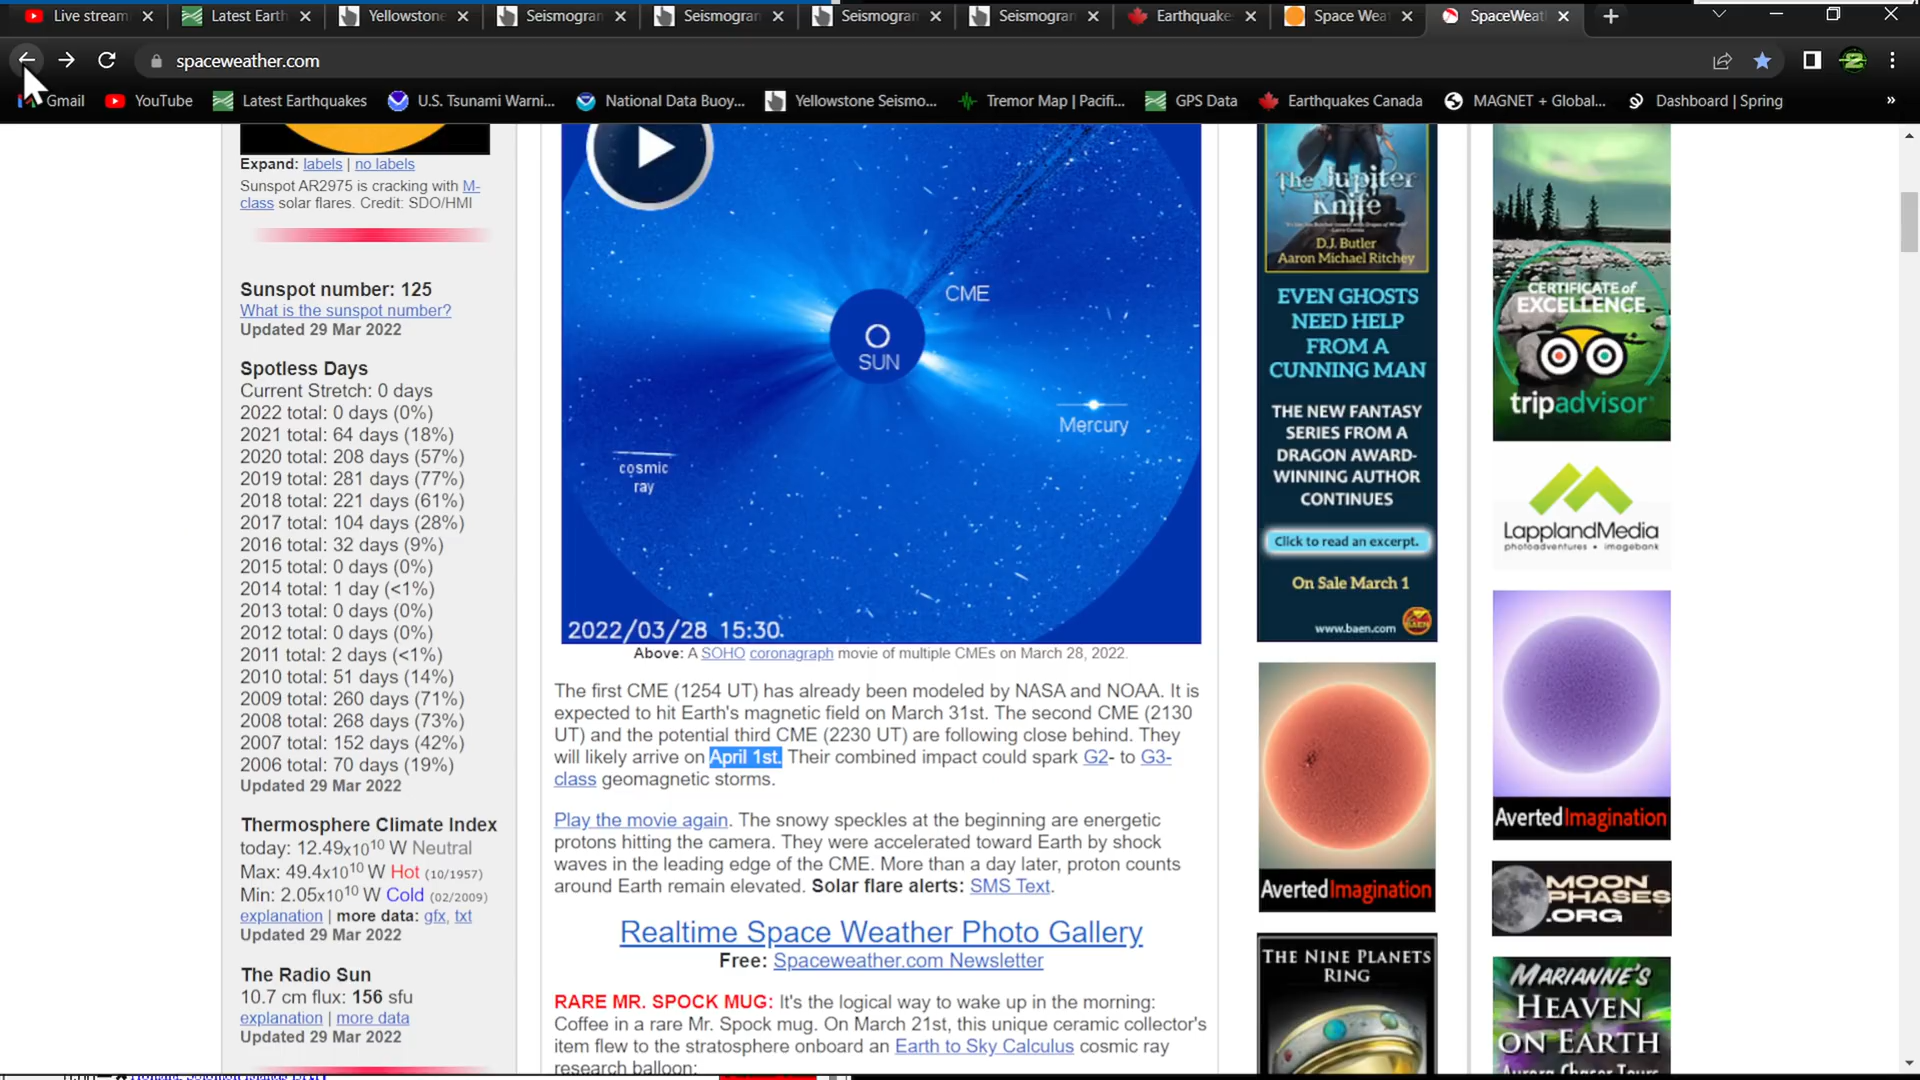 Live stream
Latest Earth
Yellowstone
Seismogra
Seismogra
Seismogra
Seismogra
Earthquake
Space Wea
SpaceWeat
spaceweather.com
Gmail
YouTube
Latest Earthquakes
U.S. Tsunami Warni...
National Data Buoy...
Yellowstone Seismo...
Tremor Map | Pacifi...
GPS Data
Earthquakes Canada
MAGNET + Global...
Dashboard | Spring
»
Expand: labels | no labels
Sunspot AR2975 is cracking with M-
class solar flares. Credit: SDO/HMI
Sunspot number: 125
What is the sunspot number?
Updated 29 Mar 2022
Spotless Days
Current Stretch: 0 days
2022 total: 0 days (0%)
2021 total: 64 days (18%)
2020 total: 208 days (57%)
2019 total: 281 days (77%)
2018 total: 221 days (61%)
2017 total: 104 days (28%)
2016 total: 32 days (9%)
2015 total: 0 days (0%)
2014 total: 1 day (<1%)
2013 total: 0 days (0%)
2012 total: 0 days (0%)
2011 total: 2 days (<1%)
2010 total: 51 days (14%)
2009 total: 260 days (71%)
2008 total: 268 days (73%)
2007 total: 152 days (42%)
2006 total: 70 days (19%)
Updated 29 Mar 2022
Thermosphere Climate Index
today: 12.49x10^10 W Neutral
Max: 49.4x10^10 W Hot (10/1957)
Min: 2.05x10^10 W Cold (02/2009)
explanation | more data: gfx, txt
Updated 29 Mar 2022
The Radio Sun
10.7 cm flux: 156 sfu
explanation | more data
Updated 29 Mar 2022
CME
SUN
Mercury
cosmic
ray
2022/03/28 15:30
Above: A SOHO coronagraph movie of multiple CMEs on March 28, 2022.
The first CME (1254 UT) has already been modeled by NASA and NOAA. It is
expected to hit Earth's magnetic field on March 31st. The second CME (2130
UT) and the potential third CME (2230 UT) are following close behind. They
will likely arrive on April 1st. Their combined impact could spark G2- to G3-
class geomagnetic storms.
Play the movie again. The snowy speckles at the beginning are energetic
protons hitting the camera. They were accelerated toward Earth by shock
waves in the leading edge of the CME. More than a day later, proton counts
around Earth remain elevated. Solar flare alerts: SMS Text.
Realtime Space Weather Photo Gallery
Free: Spaceweather.com Newsletter
RARE MR. SPOCK MUG: It's the logical way to wake up in the morning:
Coffee in a rare Mr. Spock mug. On March 21st, this unique ceramic collector's
item flew to the stratosphere onboard an Earth to Sky Calculus cosmic ray
research balloon:
The Jupiter
Knife
D.J. Butler
Aaron Michael Ritchey
EVEN GHOSTS
NEED HELP
FROM A
CUNNING MAN
THE NEW FANTASY
SERIES FROM A
DRAGON AWARD-
WINNING AUTHOR
CONTINUES
Click to read an excerpt.
On Sale March 1
www.baen.com
BAEN
AvertedImagination
THE NINE PLANETS
RING
CERTIFICATE of
EXCELLENCE
tripadvisor
LapplandMedia
photoadventures • imagebank
AvertedImagination
MOON
PHASES
.ORG
MARIANNE'S
HEAVEN
ON EARTH
Aurora Chaser Tours